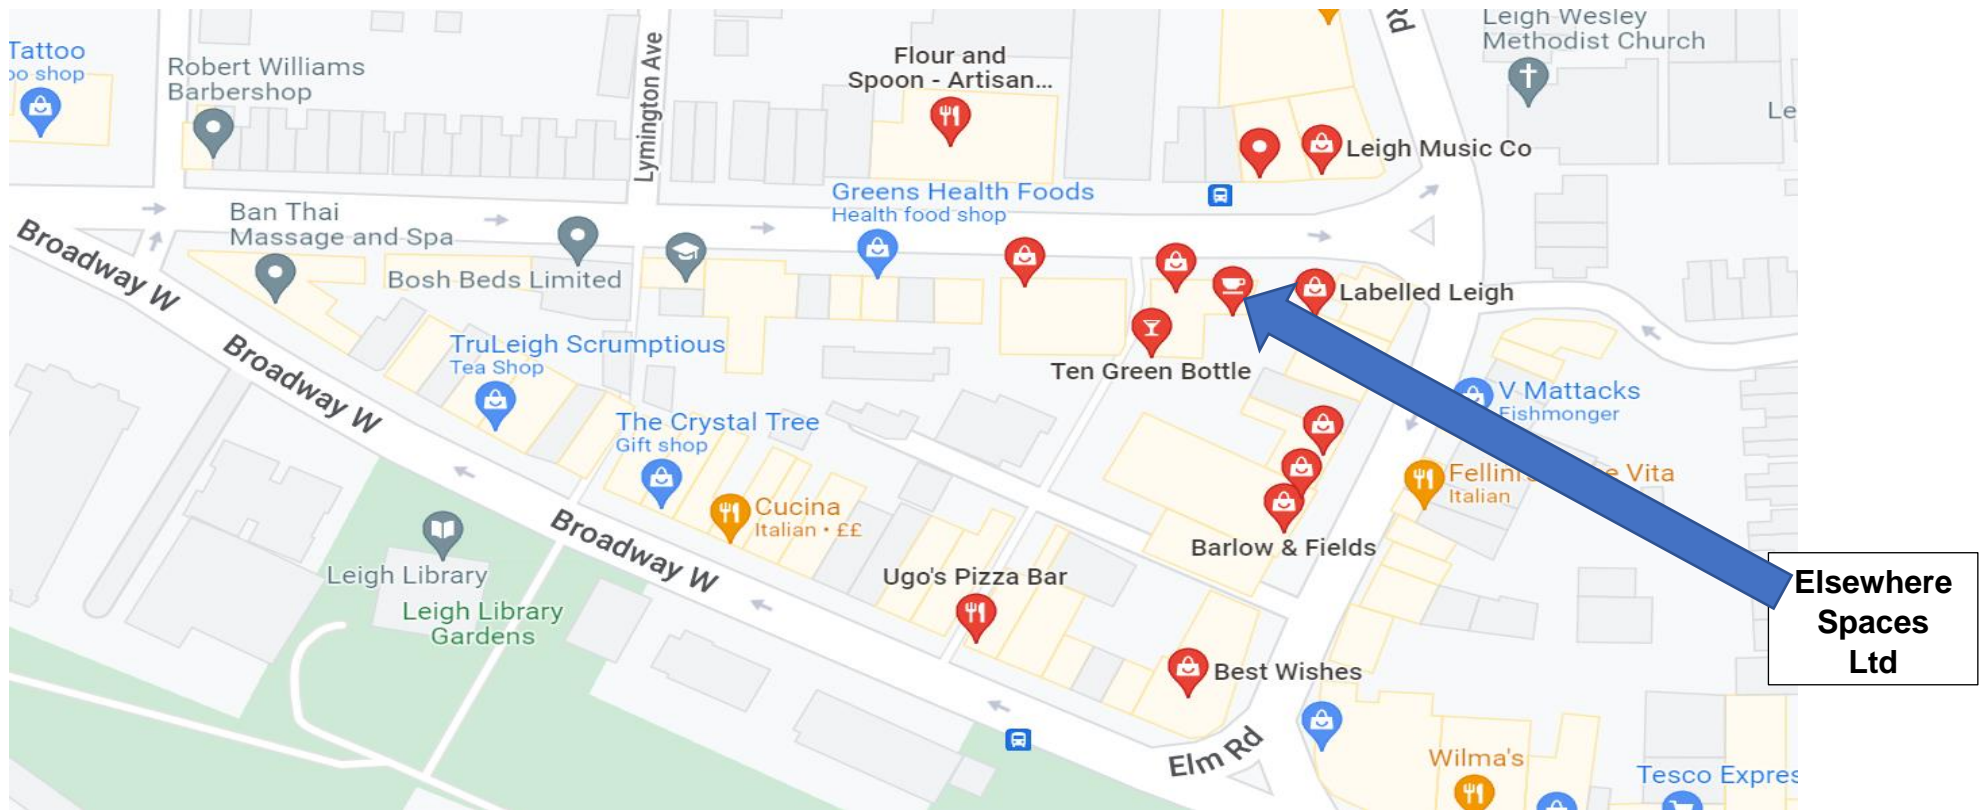 Tattoo
oo shop
Robert Williams
Barbershop
Lymington Ave
Flour and
Spoon - Artisan...
Rd
Leigh Wesley
Methodist Church
Le
Leigh Music Co
Greens Health Foods
Health food shop
Ban Thai
Massage and Spa
Bosh Beds Limited
Broadway W
Labelled Leigh
Broadway W
TruLeigh Scrumptious
Tea Shop
Ten Green Bottle
V Mattacks
Fishmonger
The Crystal Tree
Gift shop
Fellini's
e Vita
Italian
Cucina
Italian • ££
Broadway W
Barlow & Fields
Leigh Library
Ugo's Pizza Bar
Leigh Library
Gardens
Elsewhere
Spaces
Ltd
Best Wishes
Elm Rd
Wilma's
Tesco Expres